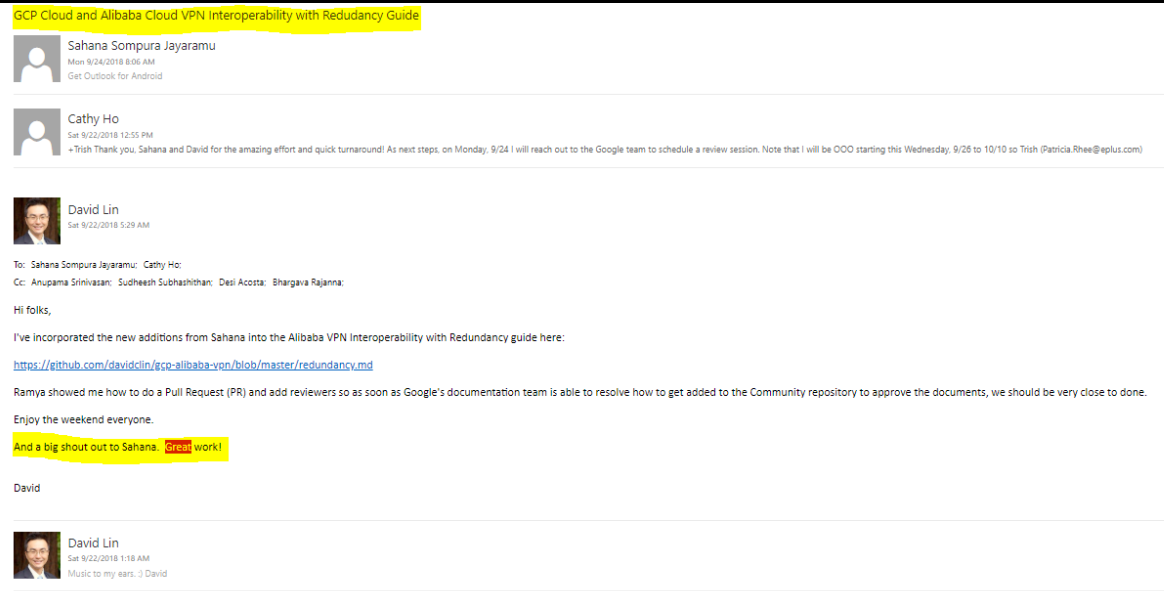 GCP Cloud and Alibaba Cloud VPN Interoperability with Redudancy Guide
Sahana Sompura Jayaramu
Mon 9/24/2018 8:06 AM
Get Outlook for Android
Cathy Ho
Sat 9/22/2018 12:55 PM
+Trish Thank you, Sahana and David for the amazing effort and quick turnaround! As next steps, on Monday, 9/24 I will reach out to the Google team to schedule a review session. Note that I will be OOO starting this Wednesday, 9/26 to 10/10 so Trish (Patricia.Rhee@eplus.com)
David Lin
Sat 9/22/2018 5:29 AM
To: Sahana Sompura Jayaramu; Cathy Ho;
Cc: Anupama Srinivasan; Sudheesh Subhashithan; Desi Acosta; Bhargava Rajanna;
Hi folks,
I've incorporated the new additions from Sahana into the Alibaba VPN Interoperability with Redundancy guide here:
https://github.com/davidclin/gcp-alibaba-vpn/blob/master/redundancy.md
Ramya showed me how to do a Pull Request (PR) and add reviewers so as soon as Google's documentation team is able to resolve how to get added to the Community repository to approve the documents, we should be very close to done.
Enjoy the weekend everyone.
And a big shout out to Sahana. Great work!
David
David Lin
Sat 9/22/2018 1:18 AM
Music to my ears. :) David